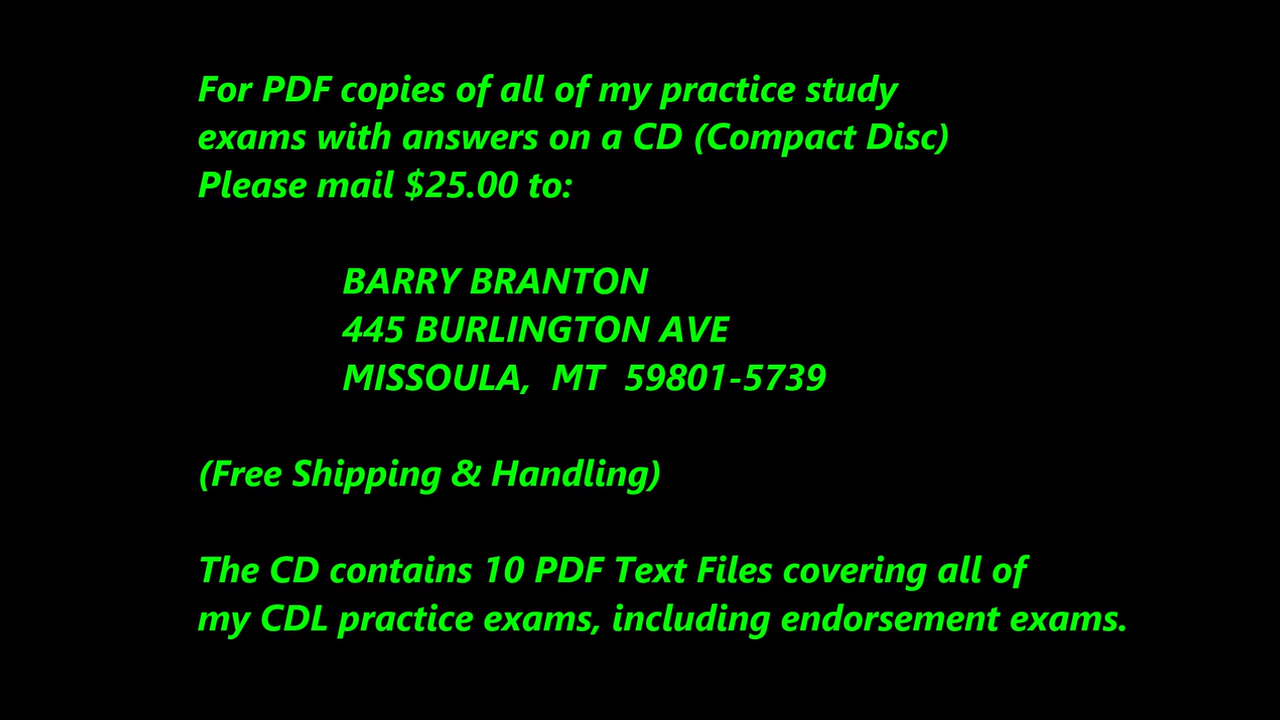 For PDF copies of all of my practice study
exams with answers on a CD (Compact Disc)
Please mail $25.00 to:
BARRY BRANTON
445 BURLINGTON AVE
MISSOULA, MT 59801-5739
(Free Shipping & Handling)
The CD contains 10 PDF Text Files covering all of
my CDL practice exams, including endorsement exams.